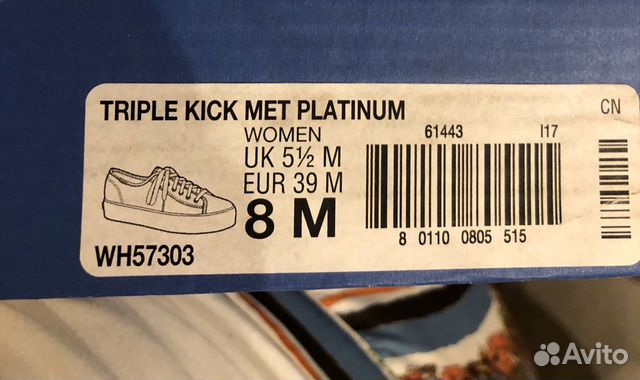 TRIPLE KICK MET PLATINUM
CN
WOMEN
61443 I17
UK 5½ M
EUR 39 M
8 M
8 0110 0805 515
WH57303
Avito